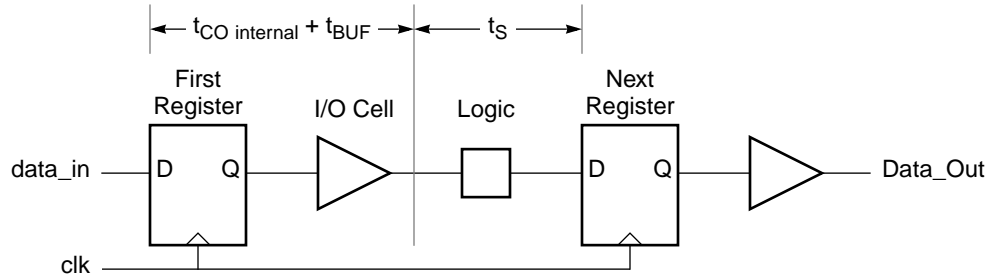 tCO internal + tBUF
tS
First
Register
I/O Cell
Logic
Next
Register
data_in
D
Q
D
Q
Data_Out
clk